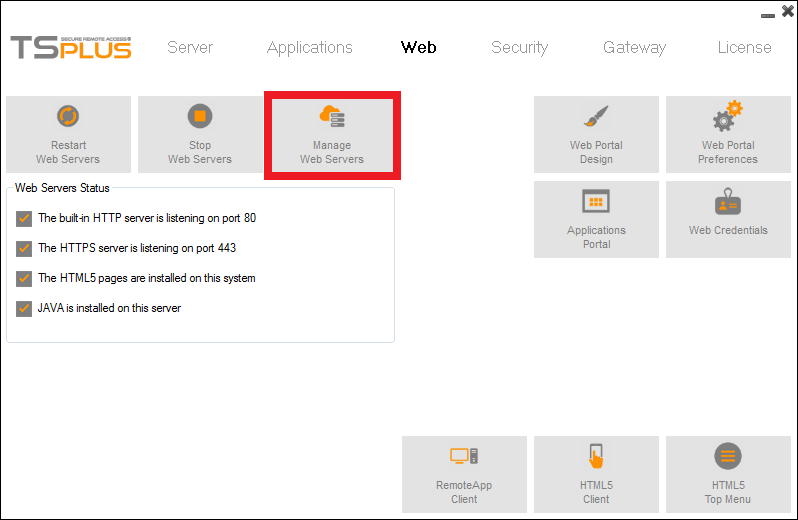 SECURE REMOTE ACCESS®
TSPLUS
Server
Applications
Web
Security
Gateway
License
Restart
Web Servers
Stop
Web Servers
Manage
Web Servers
Web Portal
Design
Web Portal
Preferences
Web Servers Status
The built-in HTTP server is listening on port 80
The HTTPS server is listening on port 443
The HTML5 pages are installed on this system
JAVA is installed on this server
Applications
Portal
Web Credentials
RemoteApp
Client
HTML5
Client
HTML5
Top Menu